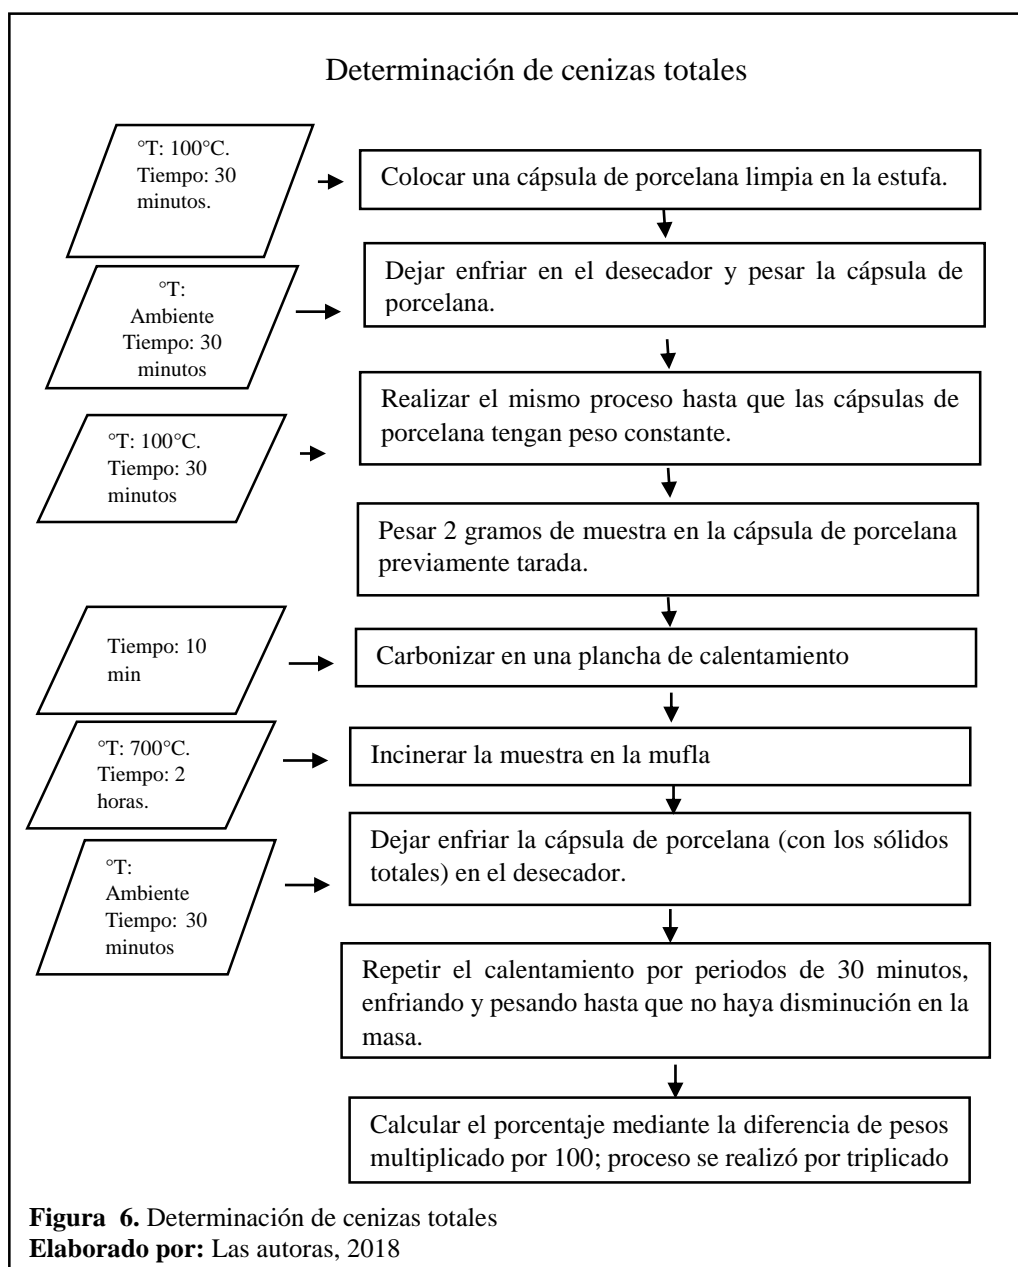 Determinación de cenizas totales
°T: 100°C.
Tiempo: 30
minutos.
Colocar una cápsula de porcelana limpia en la estufa.
°T:
Ambiente
Tiempo: 30
minutos
Dejar enfriar en el desecador y pesar la cápsula de
porcelana.
°T: 100°C.
Tiempo: 30
minutos
Realizar el mismo proceso hasta que las cápsulas de
porcelana tengan peso constante.
Pesar 2 gramos de muestra en la cápsula de porcelana
previamente tarada.
Tiempo: 10
min
Carbonizar en una plancha de calentamiento
°T: 700°C.
Tiempo: 2
horas.
Incinerar la muestra en la mufla
°T:
Ambiente
Tiempo: 30
minutos
Dejar enfriar la cápsula de porcelana (con los sólidos
totales) en el desecador.
Repetir el calentamiento por periodos de 30 minutos,
enfriando y pesando hasta que no haya disminución en la
masa.
Calcular el porcentaje mediante la diferencia de pesos
multiplicado por 100; proceso se realizó por triplicado
Figura 6. Determinación de cenizas totales
Elaborado por: Las autoras, 2018